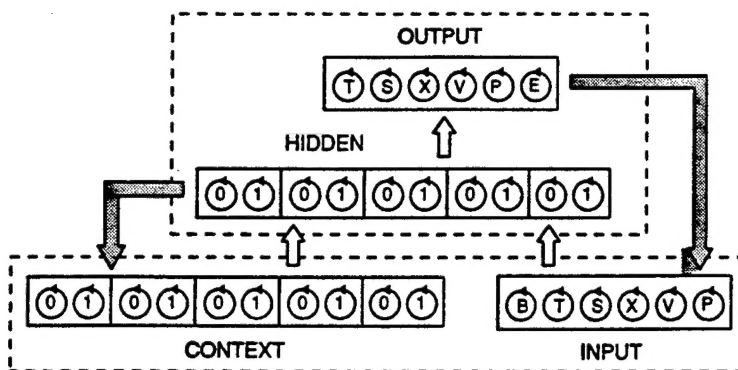 OUTPUT
T S X V P E
HIDDEN
0 1 0 1 0 1 0 1 0 1
0 1 0 1 0 1 0 1 0 1
B T S X V P
CONTEXT
INPUT